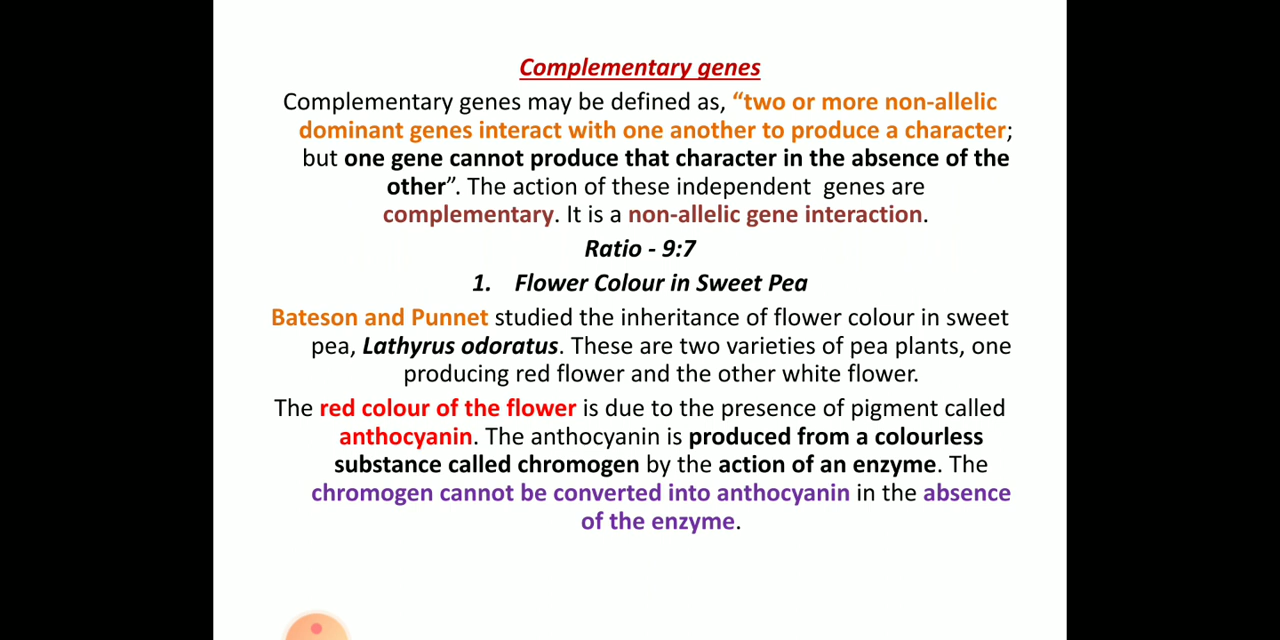 Complementary genes
Complementary genes may be defined as, “two or more non-allelic
dominant genes interact with one another to produce a character;
but one gene cannot produce that character in the absence of the
other”. The action of these independent genes are
complementary. It is a non-allelic gene interaction.
Ratio - 9:7
1. Flower Colour in Sweet Pea
Bateson and Punnet studied the inheritance of flower colour in sweet
pea, Lathyrus odoratus. These are two varieties of pea plants, one
producing red flower and the other white flower.
The red colour of the flower is due to the presence of pigment called
anthocyanin. The anthocyanin is produced from a colourless
substance called chromogen by the action of an enzyme. The
chromogen cannot be converted into anthocyanin in the absence
of the enzyme.